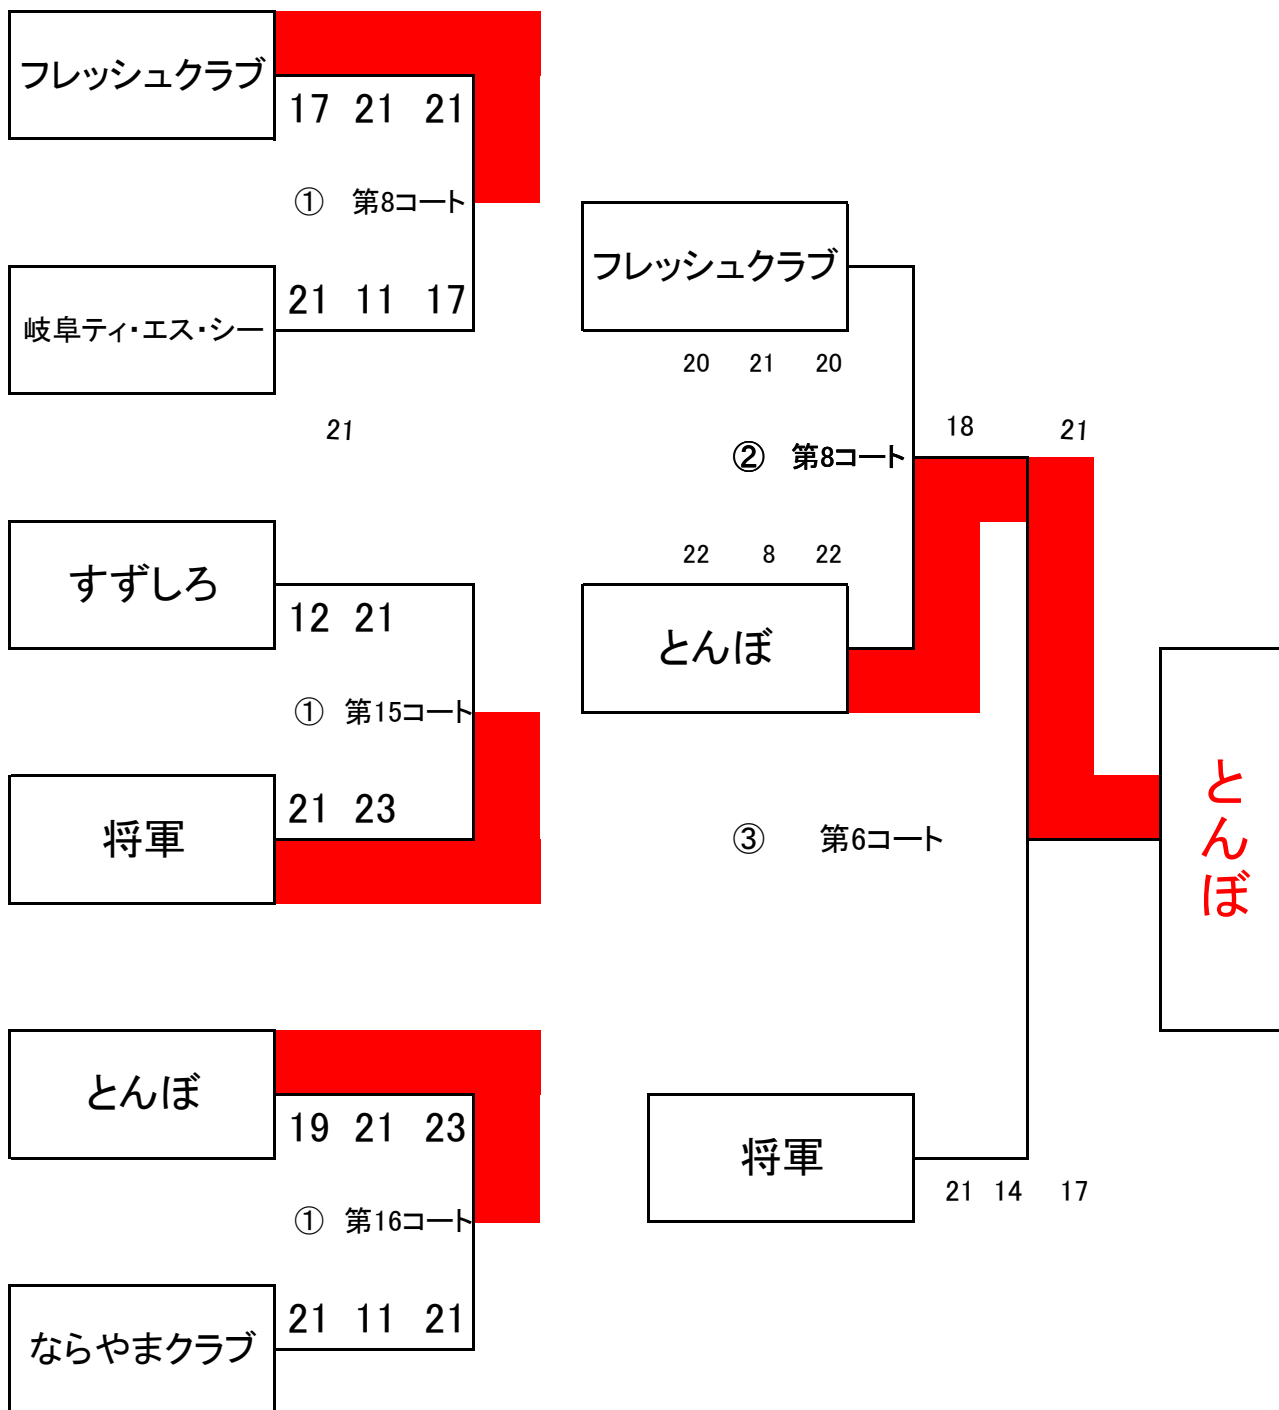 フレッシュクラブ
17 21 21
① 第8コート
フレッシュクラブ
21 11 17
岐阜ティ・エス・シー
20 21 20
21
18 21
② 第8コート
22 8 22
すずしろ
12 21
とんぼ
① 第15コート
とんぼ
21 23
将軍
③ 第6コート
とんぼ
19 21 23
将軍
21 14 17
① 第16コート
21 11 21
ならやまクラブ